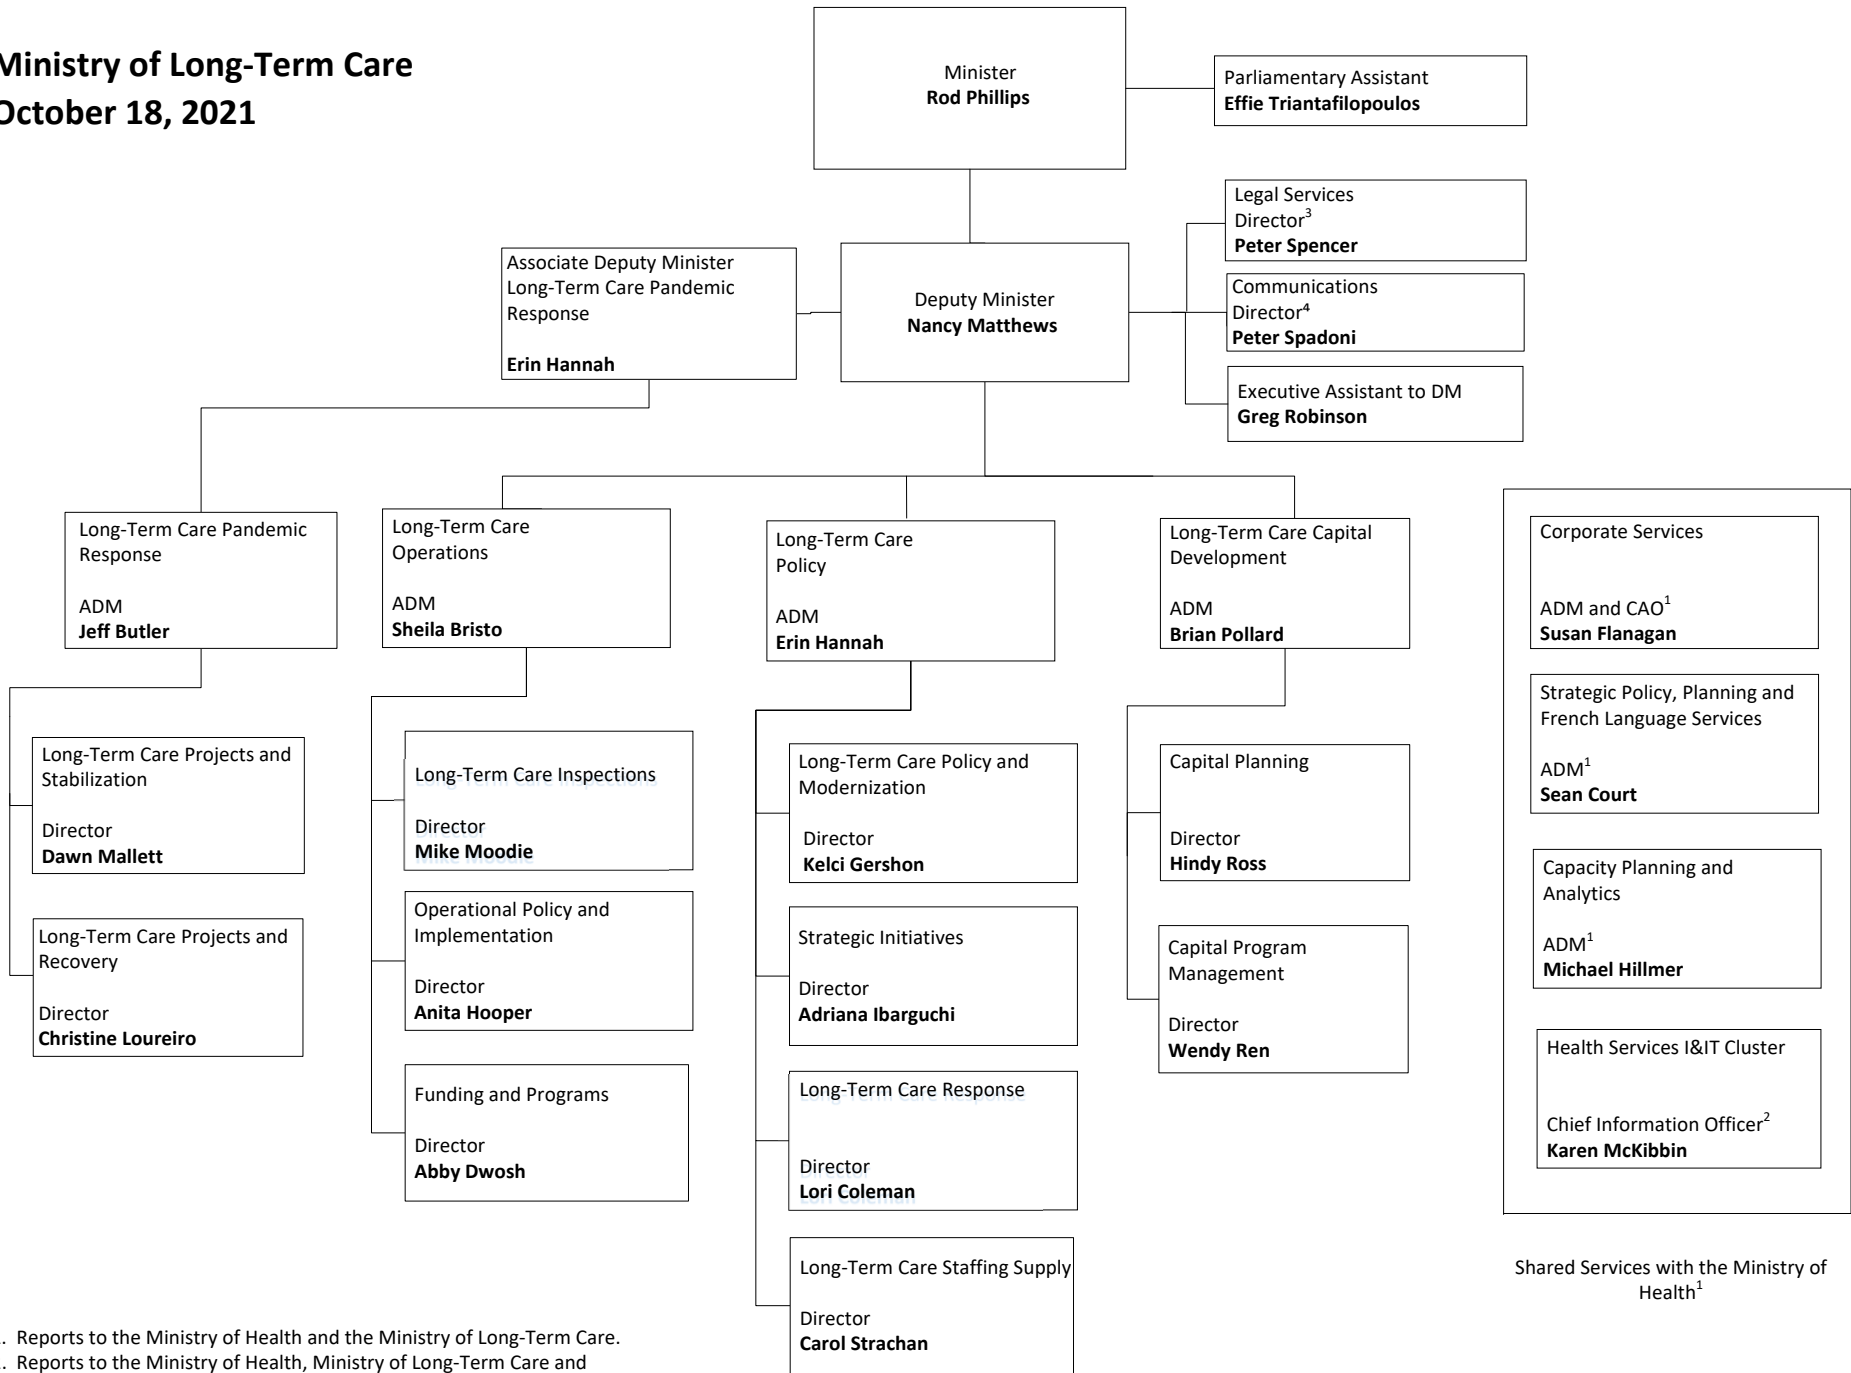 Ministry of Long-Term Care
October 18, 2021
Minister
Rod Phillips
Parliamentary Assistant
Effie Triantafilopoulos
Legal Services
Director³
Peter Spencer
Associate Deputy Minister
Long-Term Care Pandemic
Response
Erin Hannah
Deputy Minister
Nancy Matthews
Communications
Director⁴
Peter Spadoni
Executive Assistant to DM
Greg Robinson
Long-Term Care Pandemic
Response
ADM
Jeff Butler
Long-Term Care
Operations
ADM
Sheila Bristo
Long-Term Care
Policy
ADM
Erin Hannah
Long-Term Care Capital
Development
ADM
Brian Pollard
Corporate Services
ADM and CAO¹
Susan Flanagan
Strategic Policy, Planning and
French Language Services
ADM¹
Sean Court
Capacity Planning and
Analytics
ADM¹
Michael Hillmer
Health Services I&IT Cluster
Chief Information Officer²
Karen McKibbin
Shared Services with the Ministry of
Health¹
Long-Term Care Projects and
Stabilization
Director
Dawn Mallett
Long-Term Care Projects and
Recovery
Director
Christine Loureiro
Long-Term Care Inspections
Director
Mike Moodie
Operational Policy and
Implementation
Director
Anita Hooper
Funding and Programs
Director
Abby Dwosh
Long-Term Care Policy and
Modernization
Director
Kelci Gershon
Strategic Initiatives
Director
Adriana Ibarguchi
Long-Term Care Response
Director
Lori Coleman
Long-Term Care Staffing Supply
Director
Carol Strachan
Capital Planning
Director
Hindy Ross
Capital Program
Management
Director
Wendy Ren
. Reports to the Ministry of Health and the Ministry of Long-Term Care.
. Reports to the Ministry of Health, Ministry of Long-Term Care and